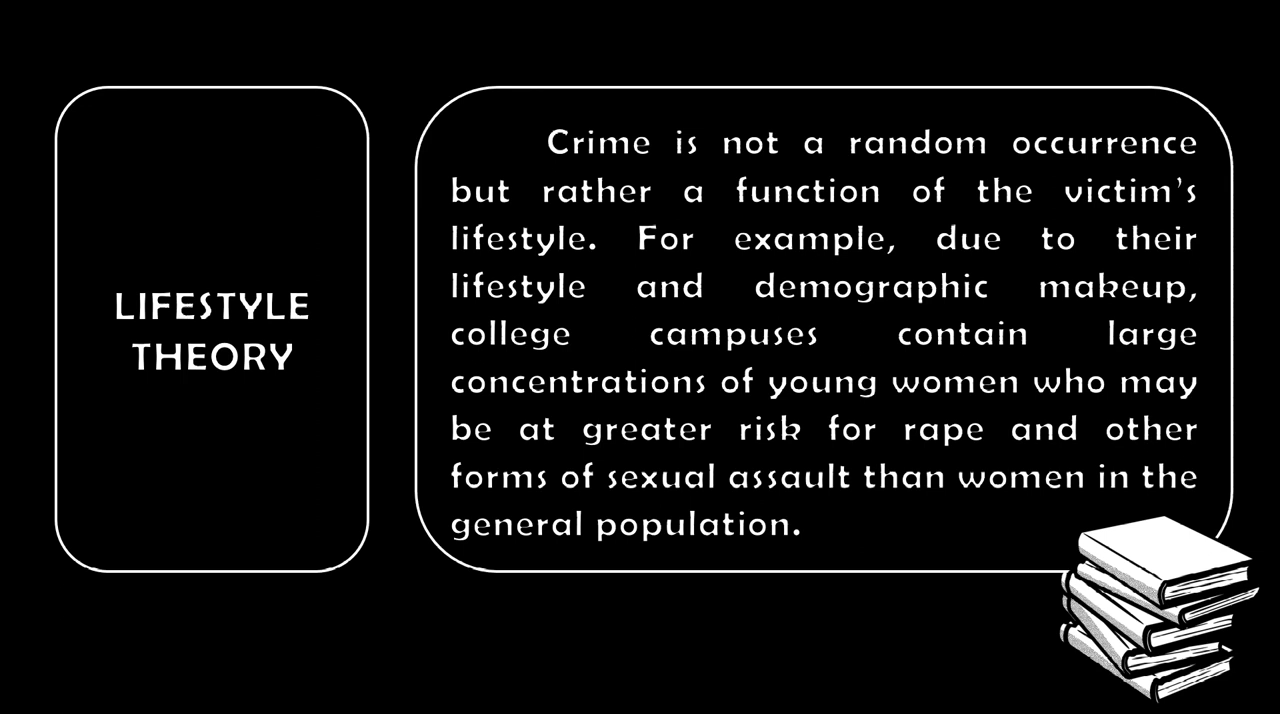 LIFESTYLE
THEORY
Crime is not a random occurrence
but rather a function of the victim’s
lifestyle. For example, due to their
lifestyle and demographic makeup,
college campuses contain large
concentrations of young women who may
be at greater risk for rape and other
forms of sexual assault than women in the
general population.